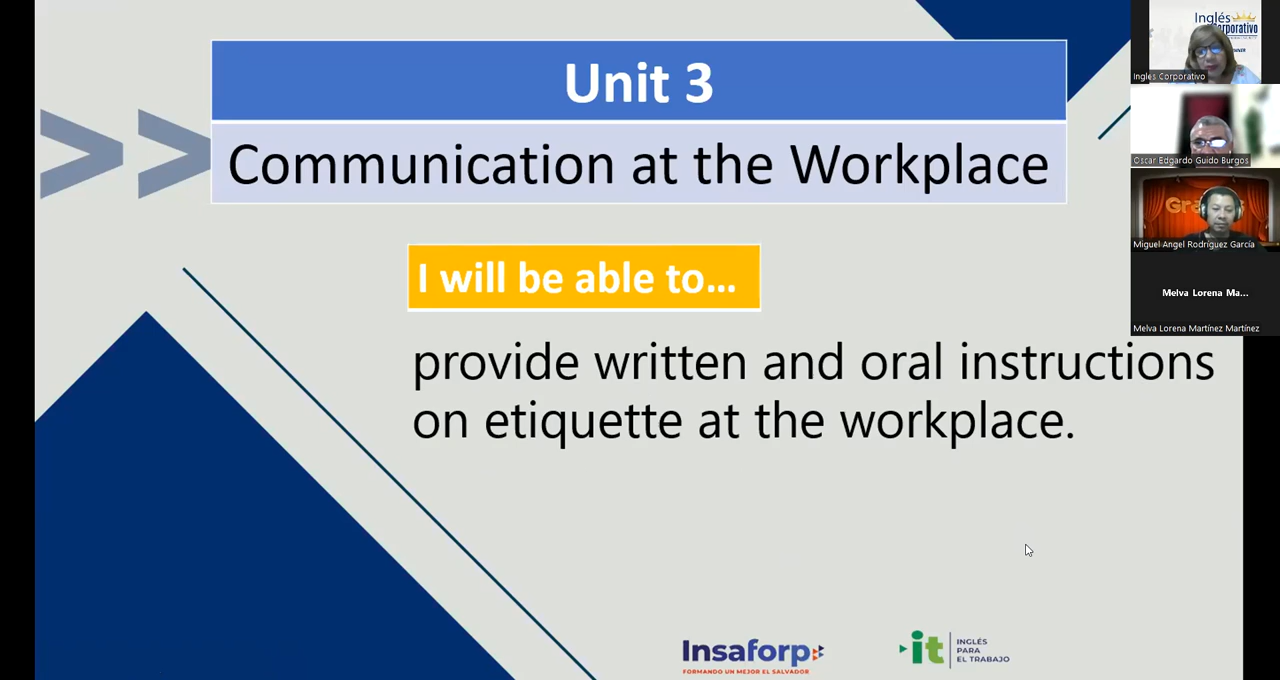 Unit 3
Communication at the Workplace
I will be able to...
provide written and oral instructions
on etiquette at the workplace.
Insaforp
FORMANDO UN MEJOR EL SALVADOR
it
INGLÉS
PARA
EL TRABAJO
Inglés
Corporativo
Ingles Corporativo
Oscar Edgardo Guido Burgos
Miguel Angel Rodríguez García
Melva Lorena Ma...
Melva Lorena Martínez Martínez